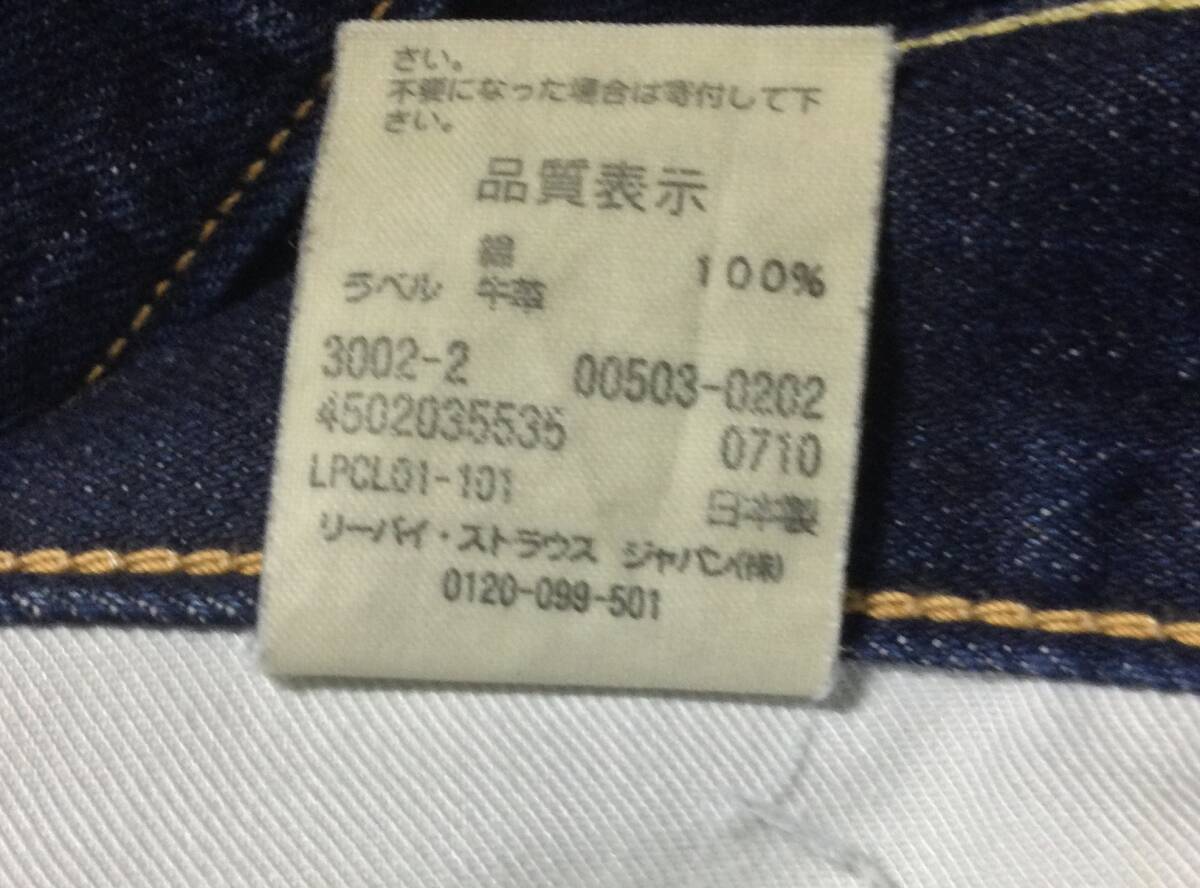 さい。
不要になった場合は寄付して下
さい。
品質表示
綿 100%
ラベル 牛革
3002-2 00503-0202
4502035535 0710
LPCL01-101 日本製
リーバイ・ストラウス ジャパン(株)
0120-099-501